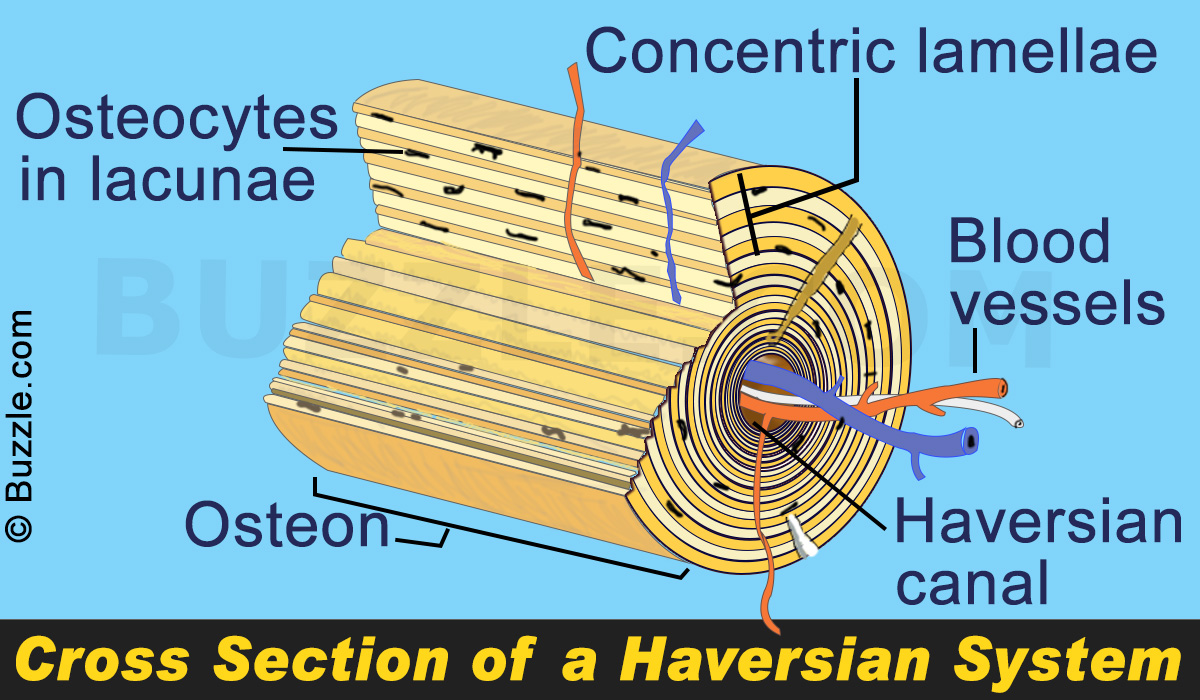 Concentric lamellae
Osteocytes
in lacunae
Blood
vessels
BUZZLE.COM
© Buzzle.com
Osteon
Haversian
canal
Cross Section of a Haversian System